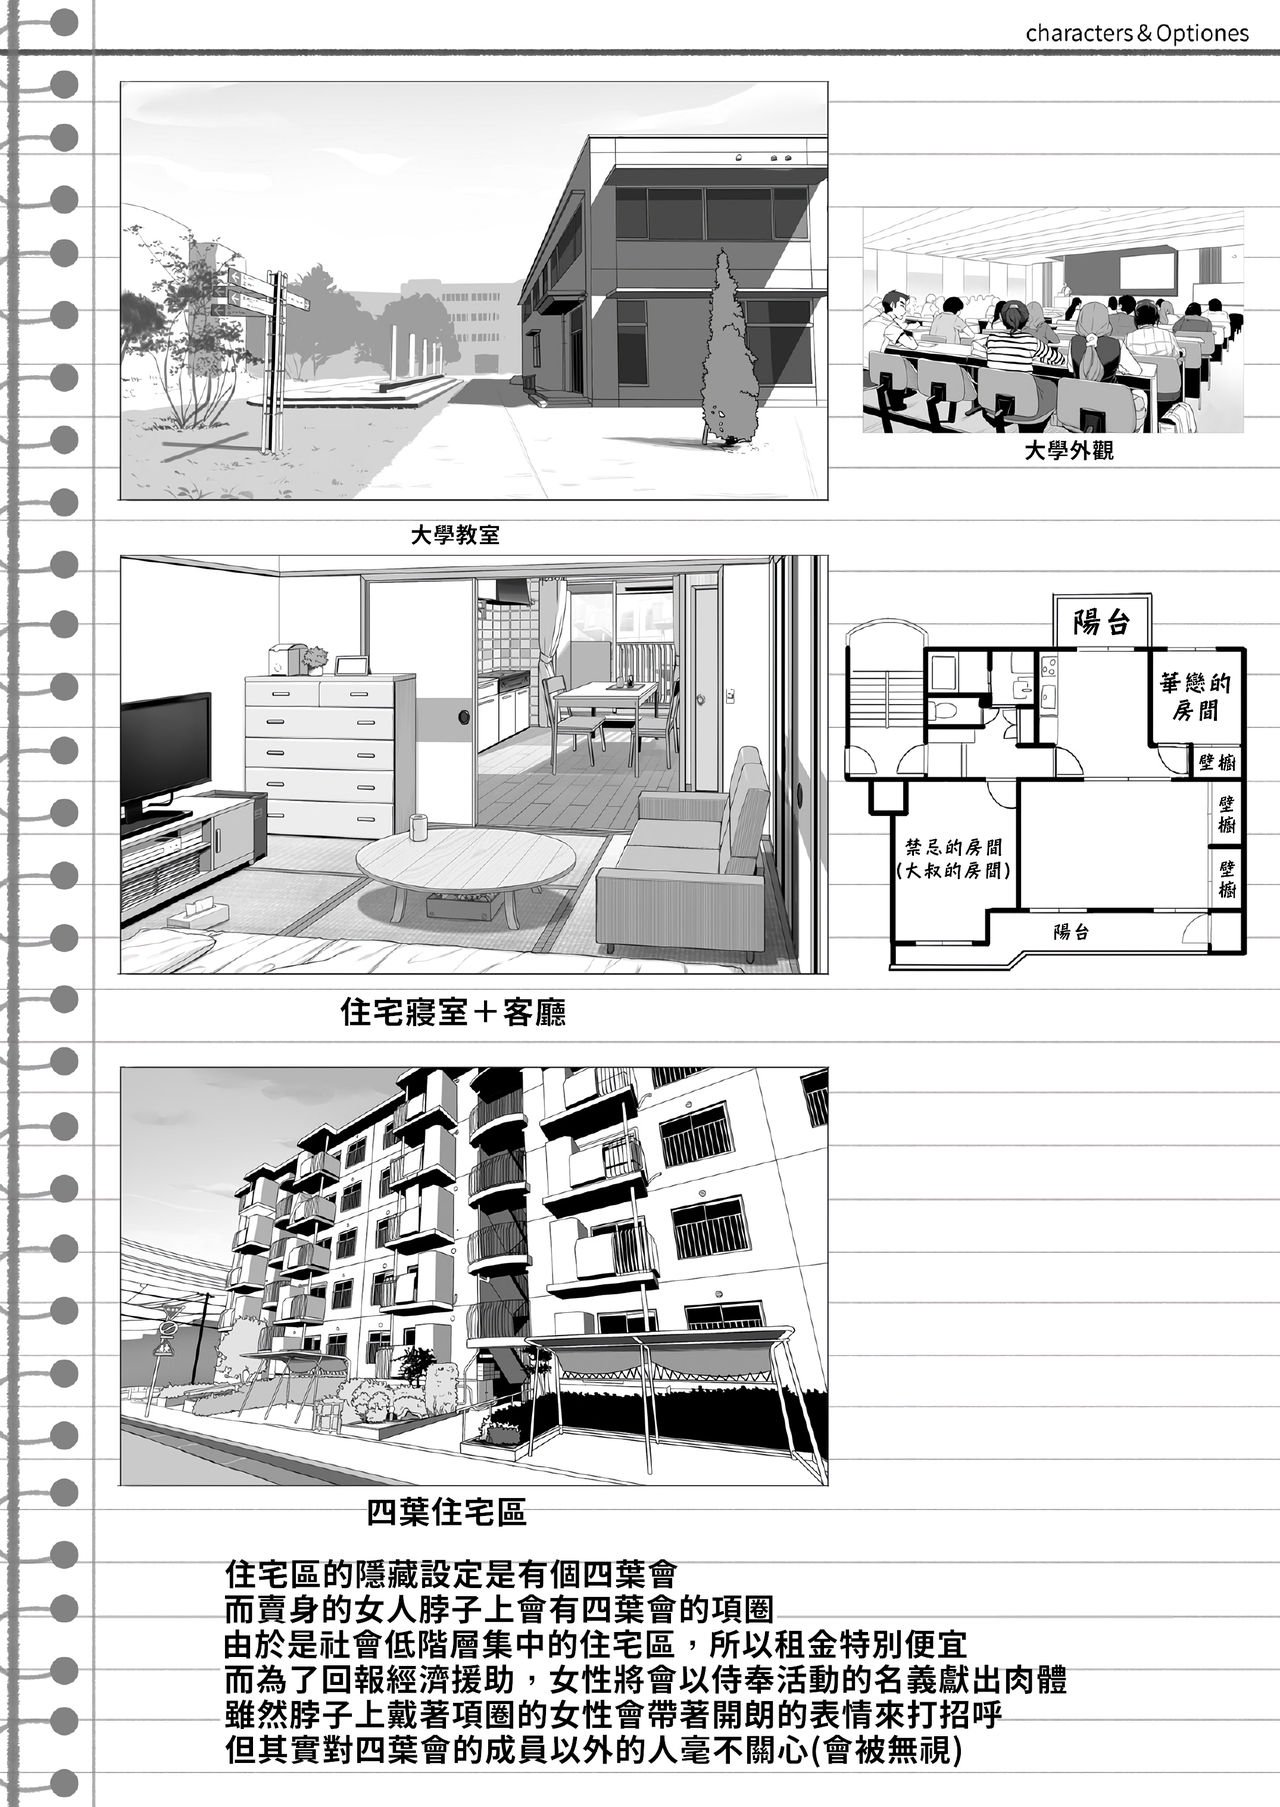 characters＆Optiones
大學外觀
大學教室
陽台
華戀的
房間
壁櫥
壁櫥
壁櫥
禁忌的房間
(大叔的房間)
陽台
住宅寢室＋客廳
四葉住宅區
住宅區的隱藏設定是有個四葉會
而賣身的女人脖子上會有四葉會的項圈
由於是社會低階層集中的住宅區，所以租金特別便宜
而為了回報經濟援助，女性將會以侍奉活動的名義獻出肉體
雖然脖子上戴著項圈的女性會帶著開朗的表情來打招呼
但其實對四葉會的成員以外的人毫不關心(會被無視)